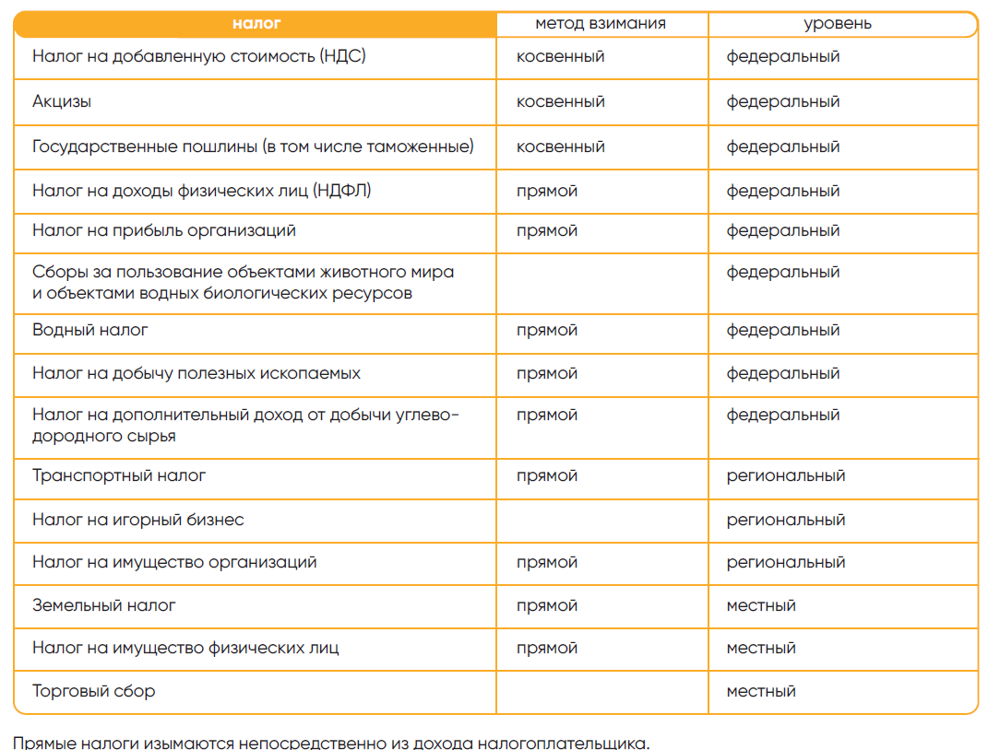 налог метод взимания уровень
Налог на добавленную стоимость (НДС) косвенный федеральный
Акцизы косвенный федеральный
Государственные пошлины (в том числе таможенные) косвенный федеральный
Налог на доходы физических лиц (НДФЛ) прямой федеральный
Налог на прибыль организаций прямой федеральный
Сборы за пользование объектами животного мира федеральный
и объектами водных биологических ресурсов
Водный налог прямой федеральный
Налог на добычу полезных ископаемых прямой федеральный
Налог на дополнительный доход от добычи углево- прямой федеральный
дородного сырья
Транспортный налог прямой региональный
Налог на игорный бизнес региональный
Налог на имущество организаций прямой региональный
Земельный налог прямой местный
Налог на имущество физических лиц прямой местный
Торговый сбор местный
Прямые налоги изымаются непосредственно из дохода налогоплательщика.